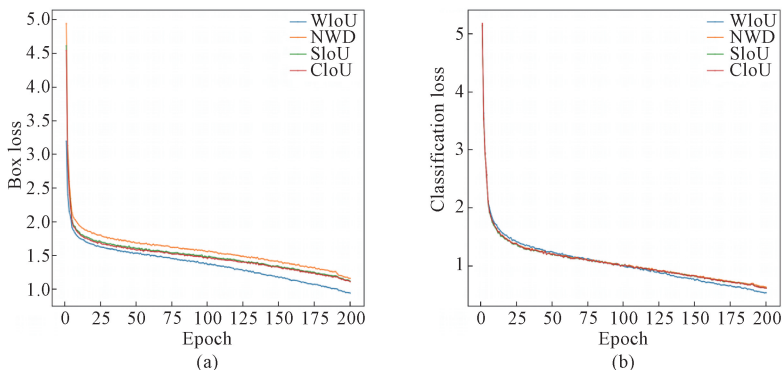 5.0
4.5
4.0
3.5
3.0
2.5
2.0
1.5
1.0
Box loss
WIoU
NWD
SIoU
CIoU
0 25 50 75 100 125 150 175 200
Epoch
(a)
5
4
3
2
1
Classification loss
WIoU
NWD
SIoU
CIoU
0 25 50 75 100 125 150 175 200
Epoch
(b)